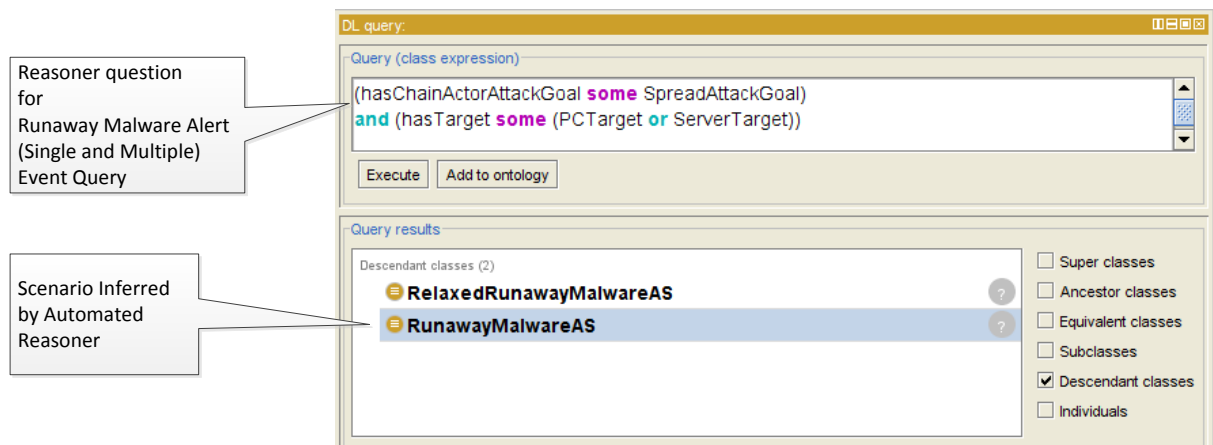 DL query:
Query (class expression)
Reasoner question
for
Runaway Malware Alert
(Single and Multiple)
Event Query
(hasChainActorAttackGoal some SpreadAttackGoal)
and (hasTarget some (PCTarget or ServerTarget))
Execute
Add to ontology
Query results
Descendant classes (2)
RelaxedRunawayMalwareAS
?
RunawayMalwareAS
?
Scenario Inferred
by Automated
Reasoner
Super classes
Ancestor classes
Equivalent classes
Subclasses
Descendant classes
Individuals